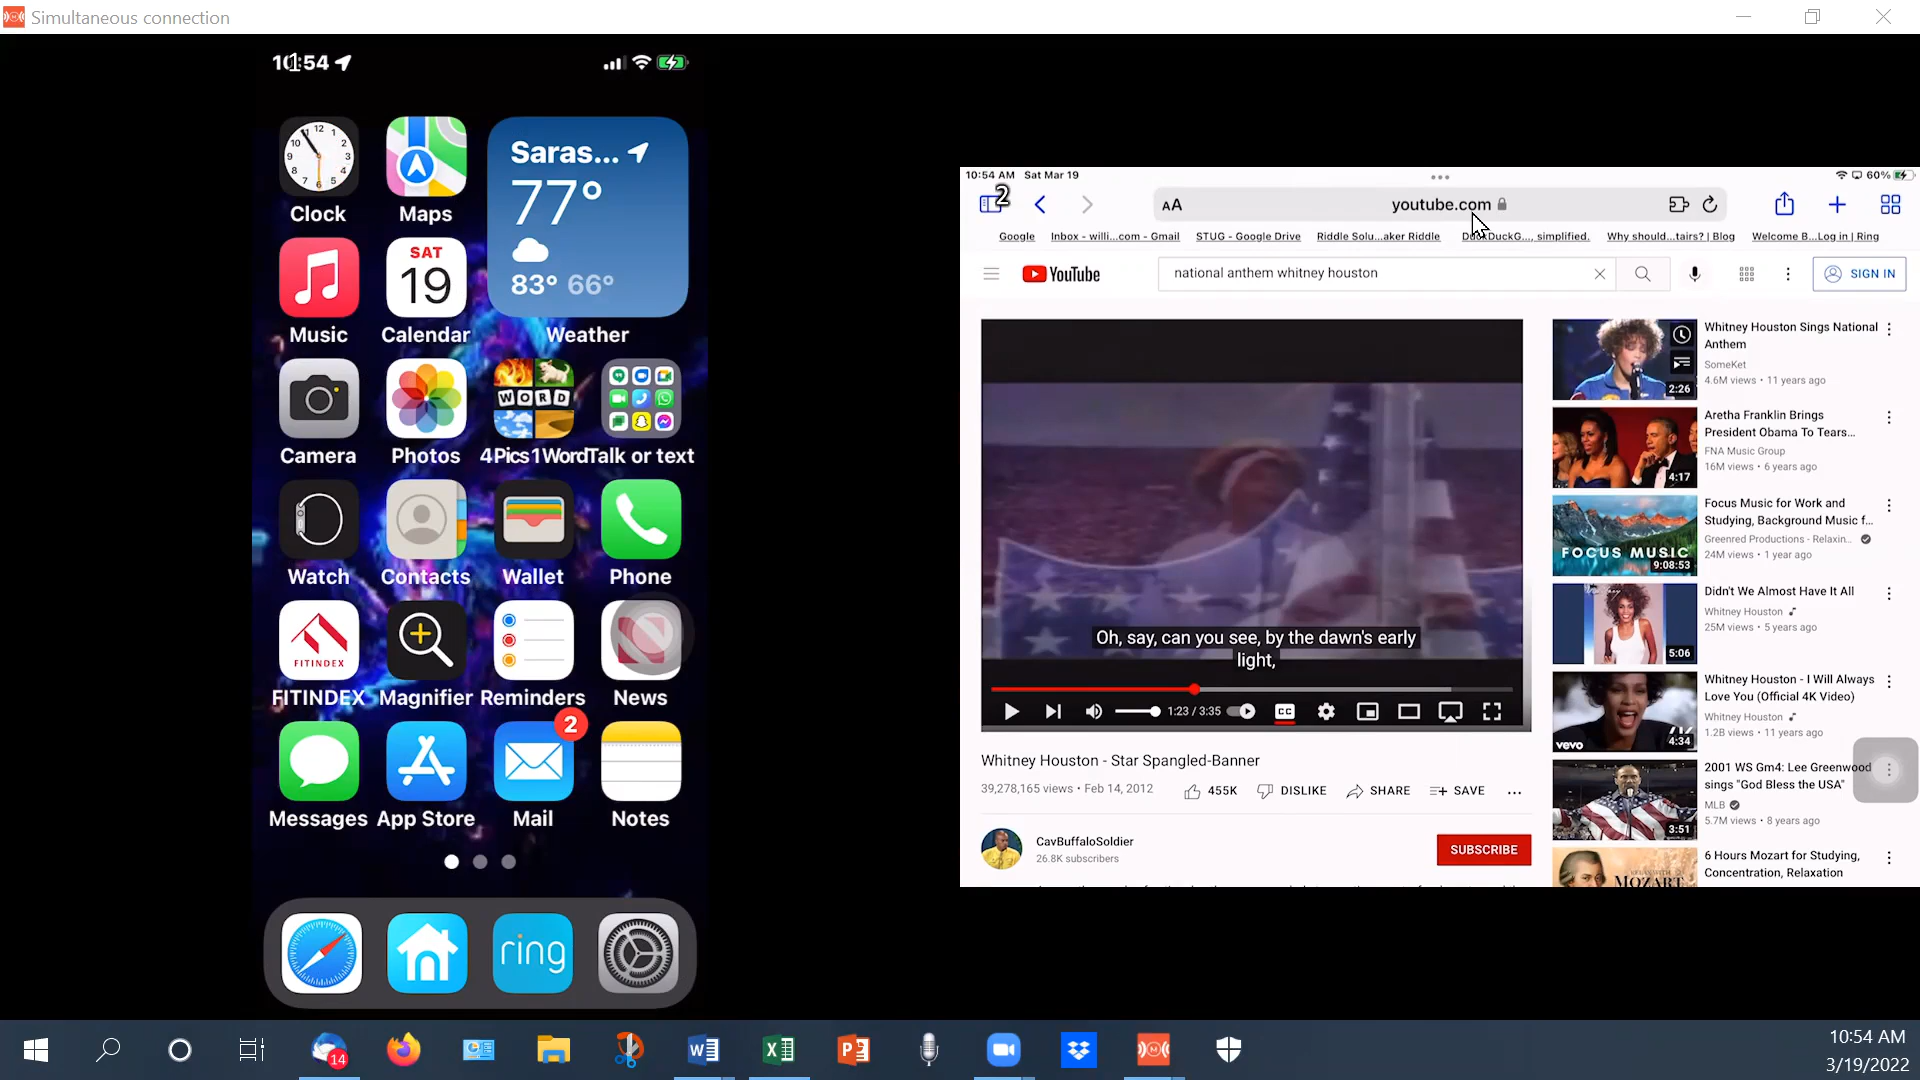 Simultaneous connection
10:54
1
Clock
Maps
Saras...
77°
83° 66°
Weather
Music
SAT
19
Calendar
Camera
Photos
WORD
4Pics1Word
Talk or text
Watch
Contacts
Wallet
Phone
FITINDEX
FITINDEX
Magnifier
Reminders
News
Messages
App Store
2
Mail
Notes
ring
10:54 AM Sat Mar 19
60%
2
AA
youtube.com
Google
Inbox - willi...com - Gmail
STUG - Google Drive
Riddle Solu...aker Riddle
DuckDuckG..., simplified.
Why should...tairs? | Blog
Welcome B...Log in | Ring
YouTube
national anthem whitney houston
SIGN IN
Oh, say, can you see, by the dawn's early
light,
1:23 / 3:35
CC
Whitney Houston - Star Spangled-Banner
39,278,165 views • Feb 14, 2012
455K
DISLIKE
SHARE
SAVE
CavBuffaloSoldier
26.8K subscribers
SUBSCRIBE
2:26
Whitney Houston Sings National
Anthem
SomeKet
4.6M views • 11 years ago
4:17
Aretha Franklin Brings
President Obama To Tears...
FNA Music Group
16M views • 6 years ago
FOCUS MUSIC
9:08:53
Focus Music for Work and
Studying, Background Music f...
Greenred Productions - Relaxin...
24M views • 1 year ago
5:06
Didn't We Almost Have It All
Whitney Houston
25M views • 5 years ago
vevo
4:34
Whitney Houston - I Will Always
Love You (Official 4K Video)
Whitney Houston
1.2B views • 11 years ago
3:51
2001 WS Gm4: Lee Greenwood
sings "God Bless the USA"
MLB
5.7M views • 8 years ago
MOZART
6 Hours Mozart for Studying,
Concentration, Relaxation
14
10:54 AM
3/19/2022